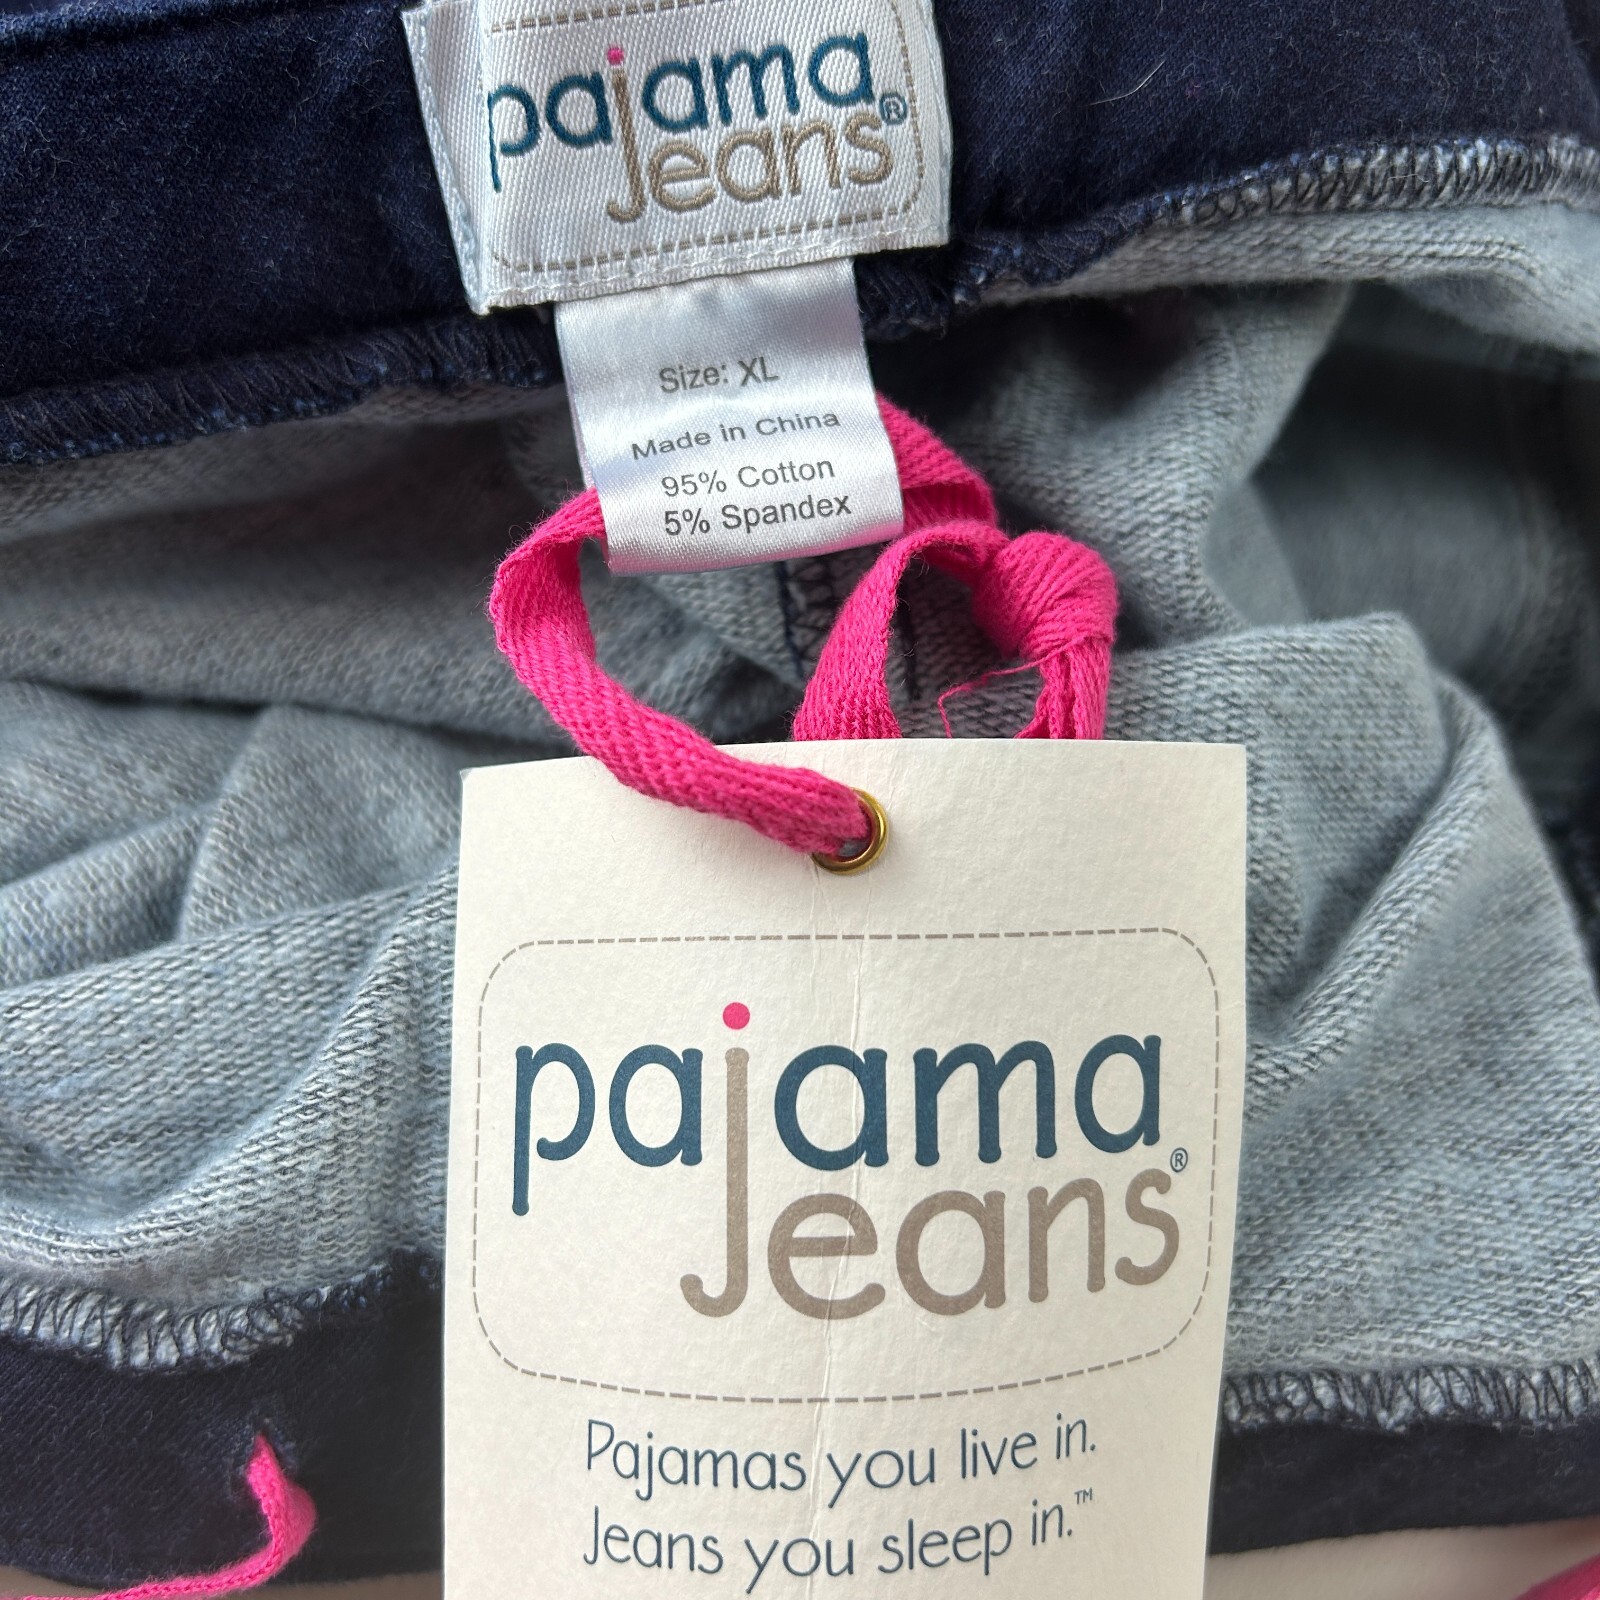 pajama®
Jeans
Size: XL
Made in China
95% Cotton
5% Spandex
pajama
Jeans®
Pajamas you live in.
Jeans you sleep in.™